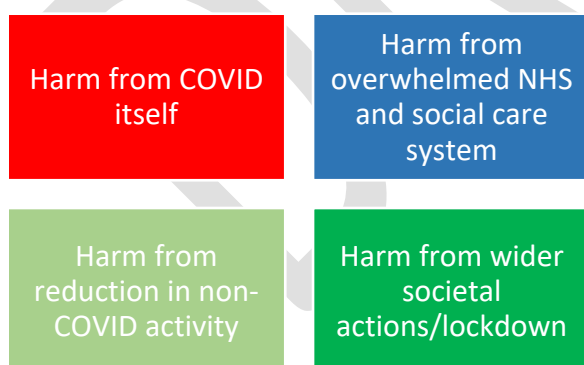 Harm from COVID
itself
Harm from
overwhelmed NHS
and social care
system
Harm from
reduction in non-
COVID activity
Harm from wider
societal
actions/lockdown